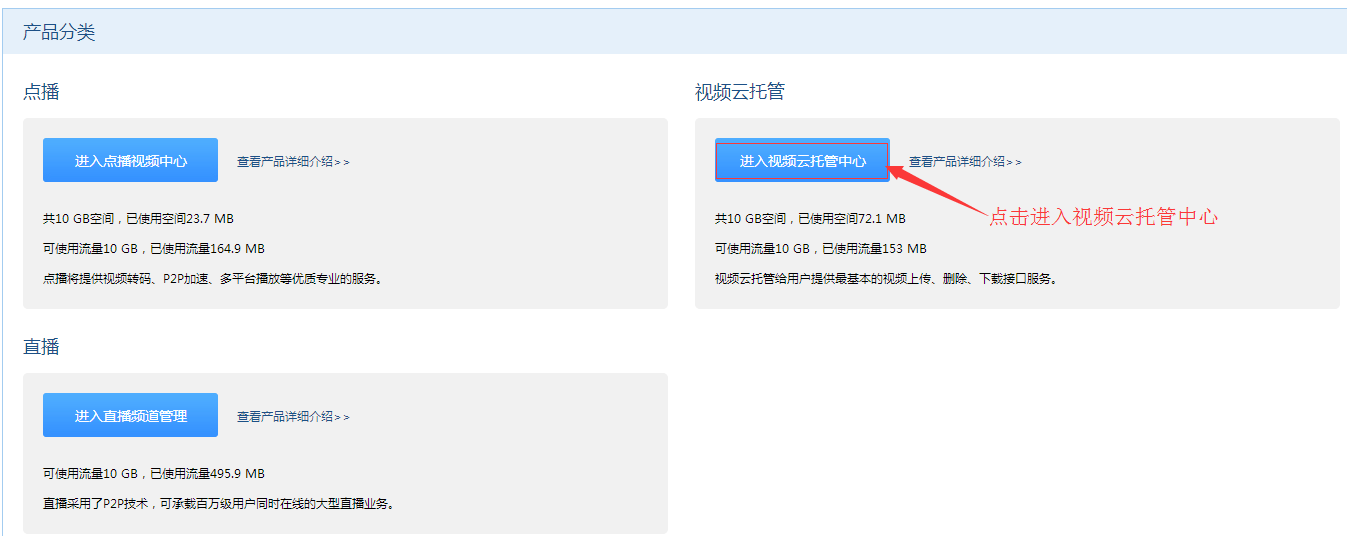 产品分类
点播
进入点播视频中心
查看产品详细介绍>>
共10 GB空间，已使用空间23.7 MB
可使用流量10 GB，已使用流量164.9 MB
点播将提供视频转码、P2P加速、多平台播放等优质专业的服务。
视频云托管
进入视频云托管中心
查看产品详细介绍>>
点击进入视频云托管中心
共10 GB空间，已使用空间72.1 MB
可使用流量10 GB，已使用流量153 MB
视频云托管给用户提供最基本的视频上传、删除、下载接口服务。
直播
进入直播频道管理
查看产品详细介绍>>
可使用流量10 GB，已使用流量495.9 MB
直播采用了P2P技术，可承载百万级用户同时在线的大型直播业务。